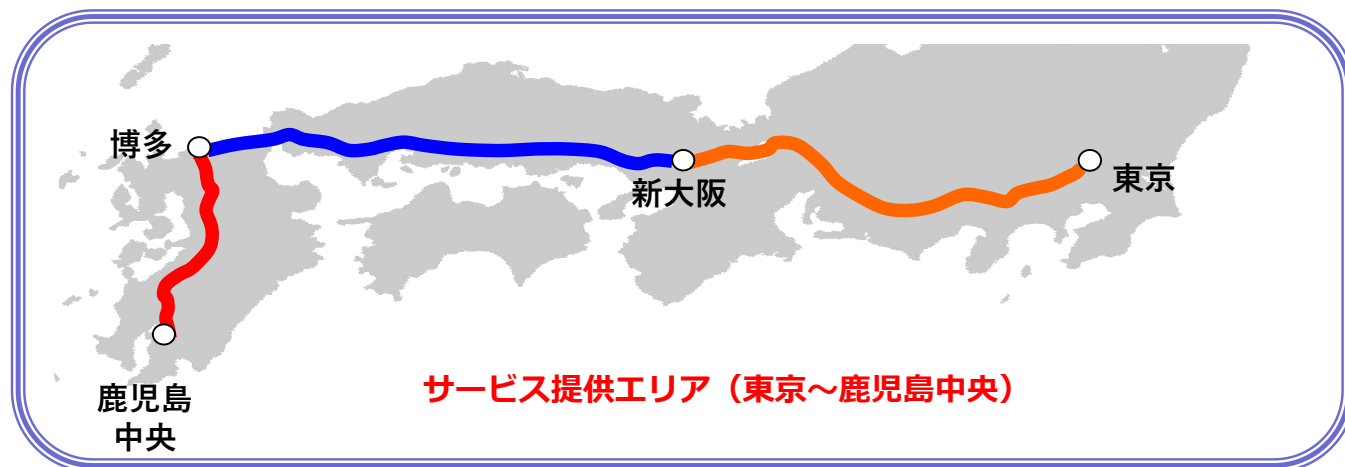 博多
新大阪
東京
鹿児島
中央
サービス提供エリア（東京～鹿児島中央）